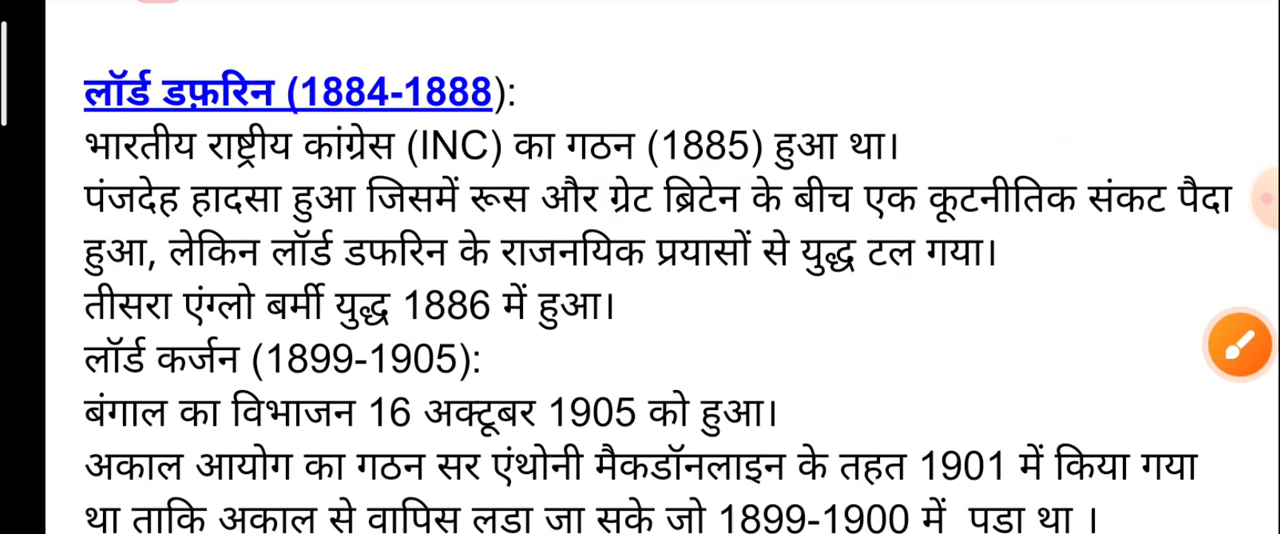 लॉर्ड डफ़रिन (1884-1888):
भारतीय राष्ट्रीय कांग्रेस (INC) का गठन (1885) हुआ था।
पंजदेह हादसा हुआ जिसमें रूस और ग्रेट ब्रिटेन के बीच एक कूटनीतिक संकट पैदा
हुआ, लेकिन लॉर्ड डफरिन के राजनयिक प्रयासों से युद्ध टल गया।
तीसरा एंग्लो बर्मी युद्ध 1886 में हुआ।
लॉर्ड कर्जन (1899-1905):
बंगाल का विभाजन 16 अक्टूबर 1905 को हुआ।
अकाल आयोग का गठन सर एंथोनी मैकडॉनलाइन के तहत 1901 में किया गया
था ताकि अकाल से वापिस लडा जा सके जो 1899-1900 में पडा था ।